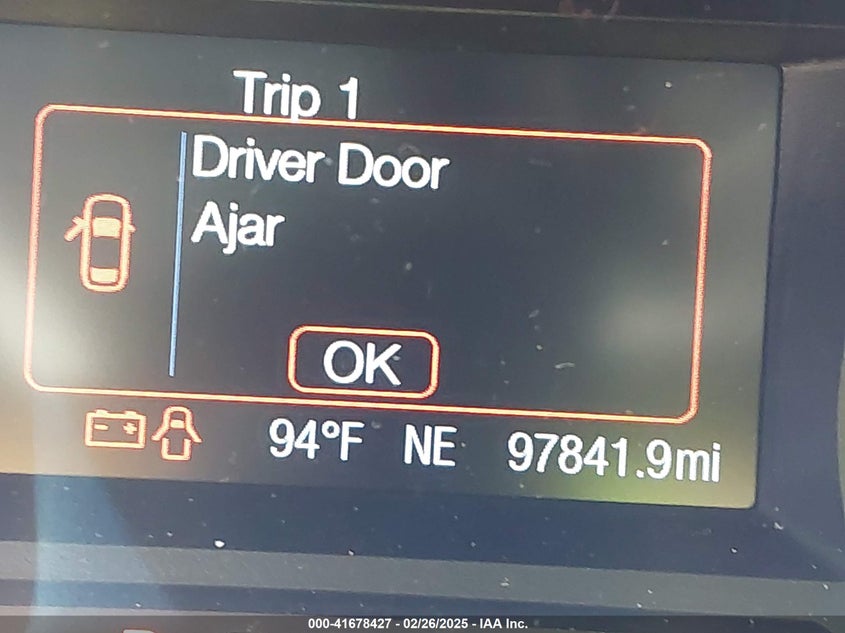 Trip 1
Driver Door
Ajar
OK
94°F NE 97841.9mi
000-41678427 - 02/26/2025 - IAA Inc.